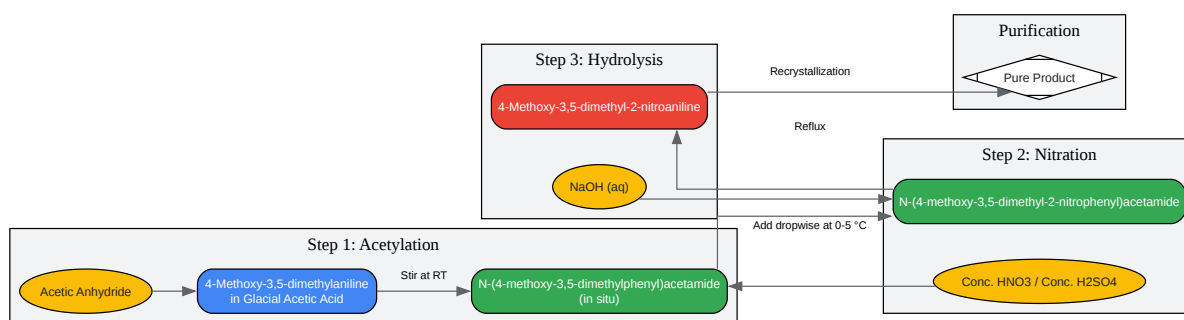 Purification
Pure Product
Step 3: Hydrolysis
4-Methoxy-3,5-dimethyl-2-nitroaniline
NaOH (aq)
Recrystallization
Reflux
Step 2: Nitration
N-(4-methoxy-3,5-dimethyl-2-nitrophenyl)acetamide
Add dropwise at 0-5 °C
Conc. HNO3 / Conc. H2SO4
Step 1: Acetylation
Acetic Anhydride
4-Methoxy-3,5-dimethylaniline
in Glacial Acetic Acid
Stir at RT
N-(4-methoxy-3,5-dimethylphenyl)acetamide
(in situ)